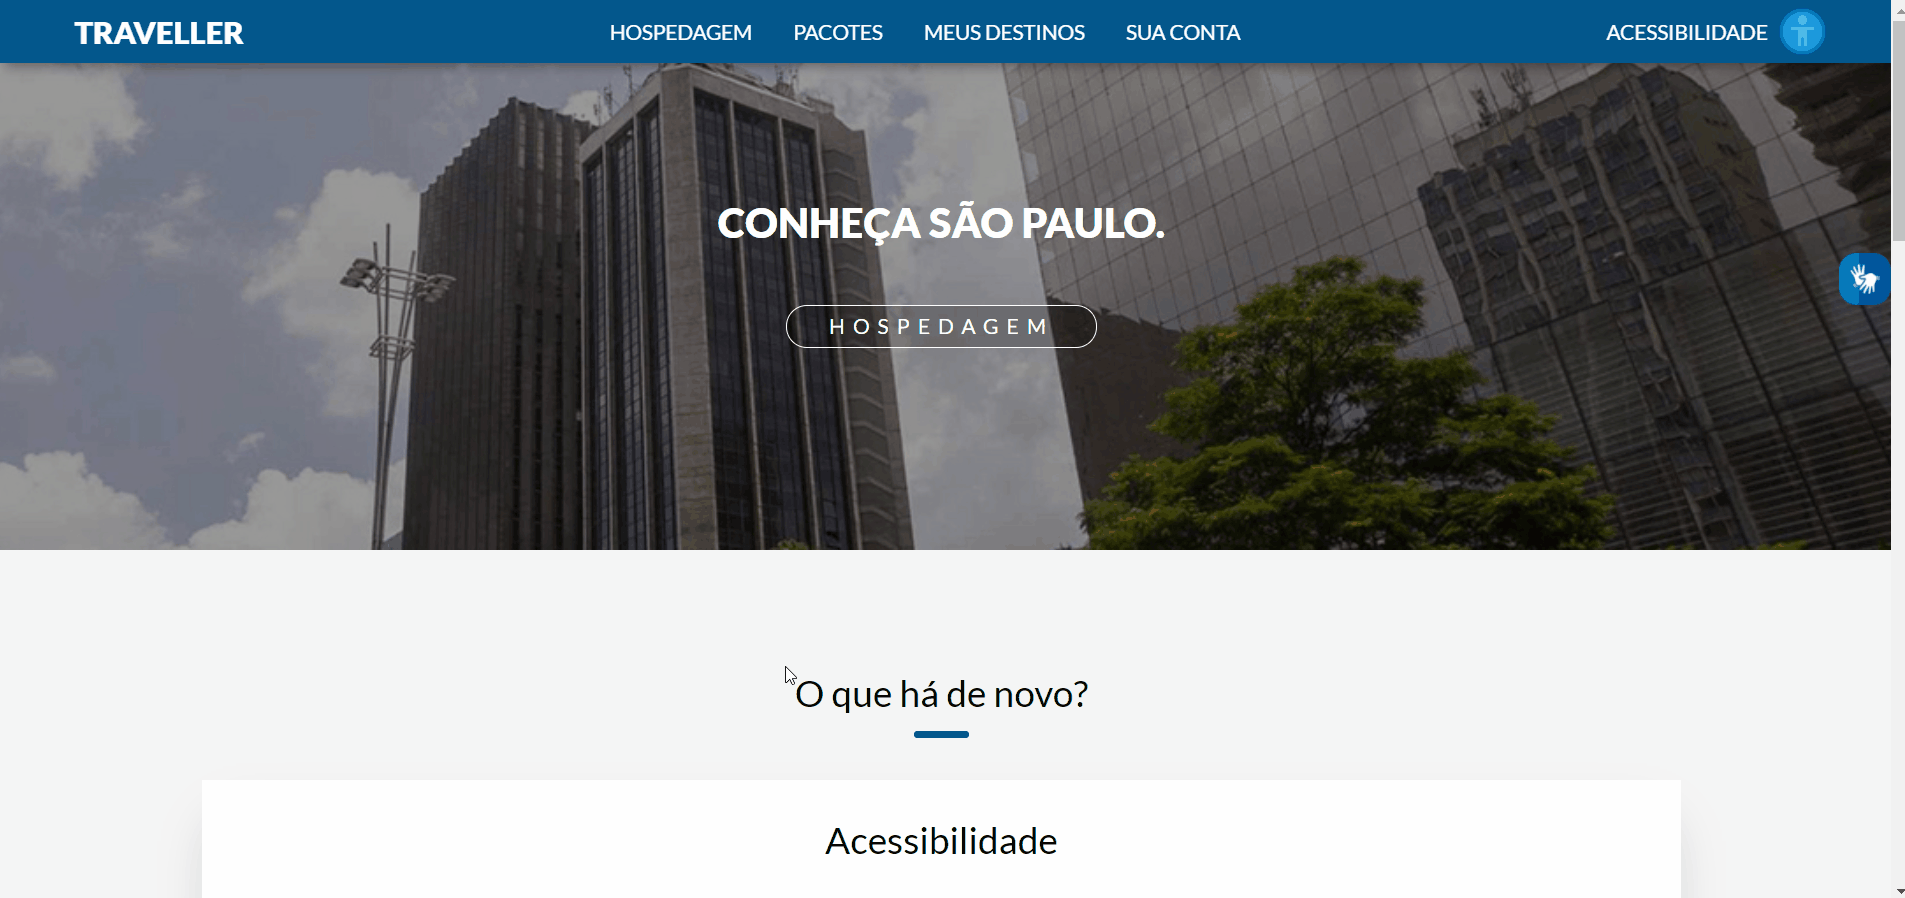 TRAVELLER
HOSPEDAGEM PACOTES MEUS DESTINOS SUA CONTA
ACESSIBILIDADE
CONHEÇA SÃO PAULO.
HOSPEDAGEM
O que há de novo?
Acessibilidade